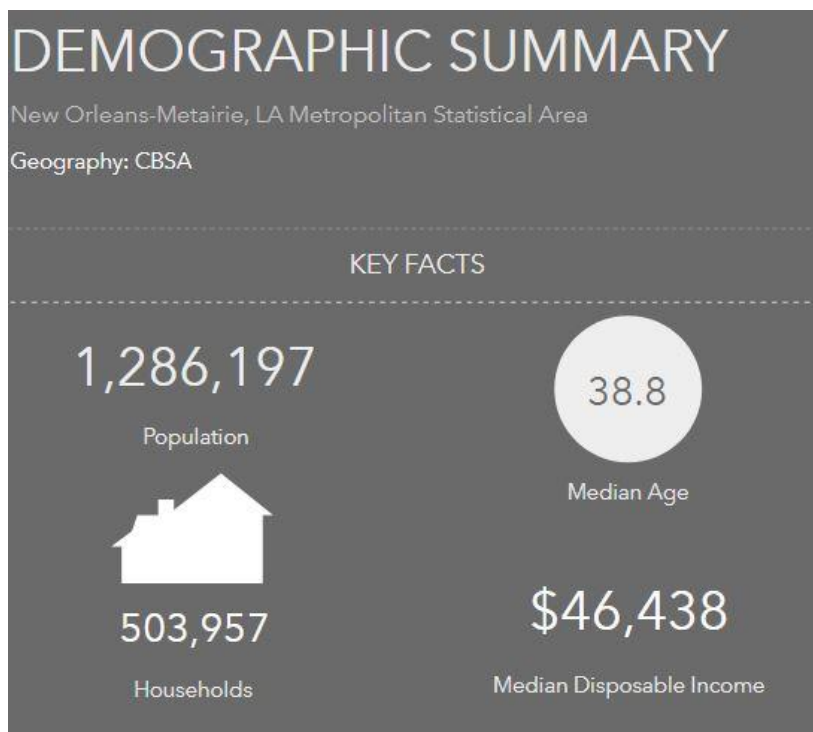 DEMOGRAPHIC SUMMARY
New Orleans-Metairie, LA Metropolitan Statistical Area
Geography: CBSA
KEY FACTS
1,286,197
Population
38.8
Median Age
503,957
Households
$46,438
Median Disposable Income